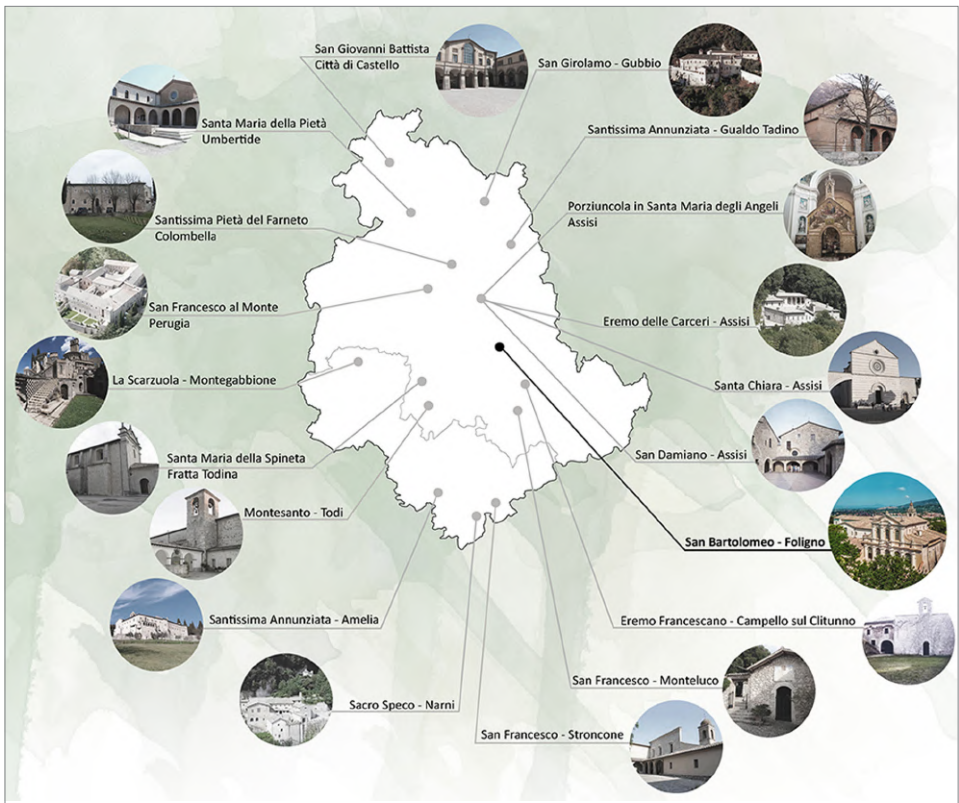 San Giovanni Battista
Città di Castello
San Girolamo - Gubbio
Santa Maria della Pietà
Umbertide
Santissima Annunziata - Gualdo Tadino
Santissima Pietà del Farneto
Colombella
Porziuncola in Santa Maria degli Angeli
Assisi
San Francesco al Monte
Perugia
Eremo delle Carceri - Assisi
La Scarzuola - Montegabbione
Santa Chiara - Assisi
Santa Maria della Spineta
Fratta Todina
San Damiano - Assisi
Montesanto - Todi
San Bartolomeo - Foligno
Santissima Annunziata - Amelia
Eremo Francescano - Campello sul Clitunno
San Francesco - Monteluco
Sacro Speco - Narni
San Francesco - Stroncone